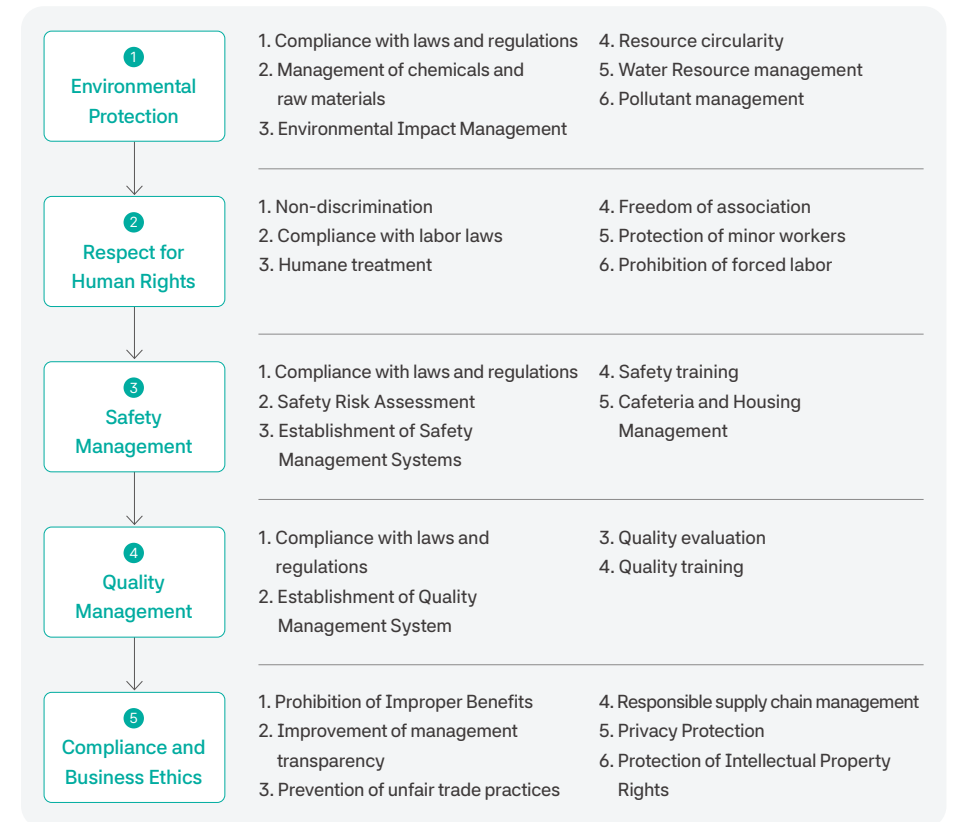 1
Environmental
Protection
1. Compliance with laws and regulations
2. Management of chemicals and
raw materials
3. Environmental Impact Management
4. Resource circularity
5. Water Resource management
6. Pollutant management
2
Respect for
Human Rights
1. Non-discrimination
2. Compliance with labor laws
3. Humane treatment
4. Freedom of association
5. Protection of minor workers
6. Prohibition of forced labor
3
Safety
Management
1. Compliance with laws and regulations
2. Safety Risk Assessment
3. Establishment of Safety
Management Systems
4. Safety training
5. Cafeteria and Housing
Management
4
Quality
Management
1. Compliance with laws and
regulations
2. Establishment of Quality
Management System
3. Quality evaluation
4. Quality training
5
Compliance and
Business Ethics
1. Prohibition of Improper Benefits
2. Improvement of management
transparency
3. Prevention of unfair trade practices
4. Responsible supply chain management
5. Privacy Protection
6. Protection of Intellectual Property
Rights